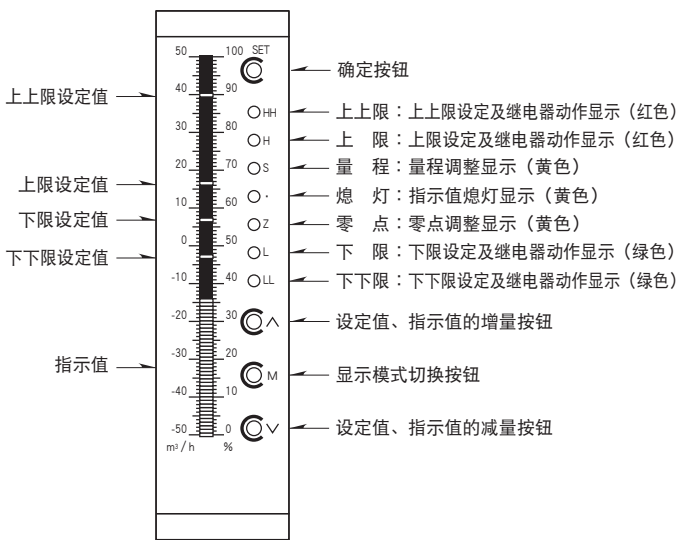 50 100 SET
确定按钮
40 90
上上限设定值
HH 上上限：上上限设定及继电器动作显示（红色）
30 80
H 上　限：上限设定及继电器动作显示（红色）
20 70 S 量　程：量程调整显示（黄色）
上限设定值
10 60 · 熄　灯：指示值熄灯显示（黄色）
下限设定值
Z 零　点：零点调整显示（黄色）
0 50 L 下　限：下限设定及继电器动作显示（绿色）
下下限设定值
-10 40 LL 下下限：下下限设定及继电器动作显示（绿色）
-20 30 设定值、指示值的增量按钮
-30 20
指示值
M 显示模式切换按钮
-40 10
-50 0 设定值、指示值的减量按钮
m³/h %